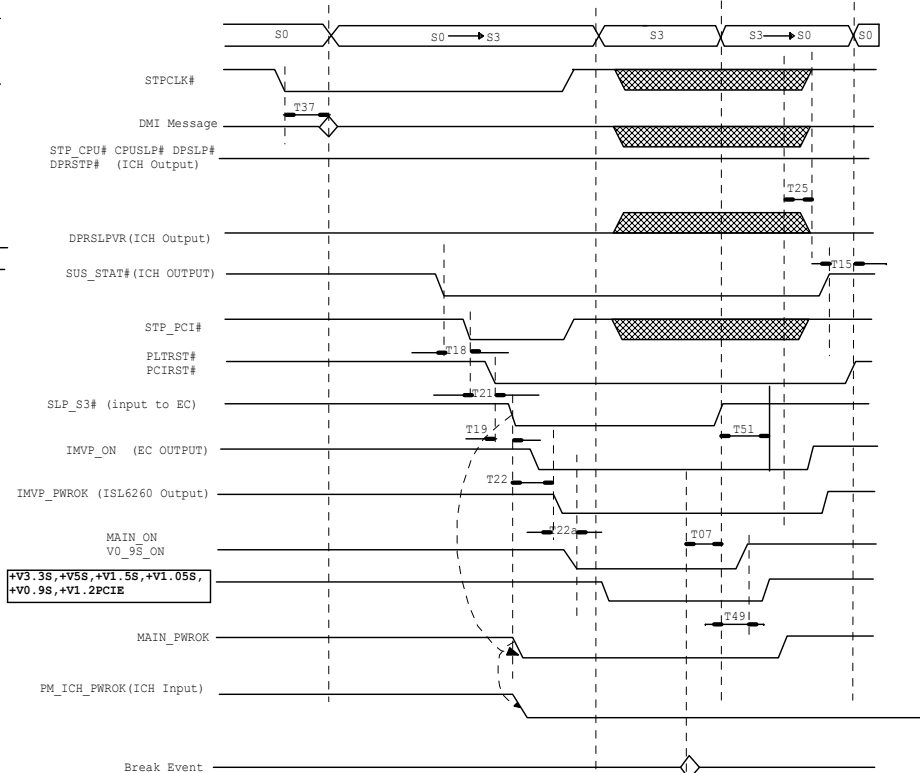 S0 S0 S3 S3 S3 S0 S0
STPCLK#
T37
DMI Message
STP_CPU# CPUSLP# DPSLP#
DPRSTP# (ICH Output)
T25
DPRSLPVR(ICH Output)
T15
SUS_STAT#(ICH OUTPUT)
STP_PCI#
T18
PLTRST#
PCIRST#
T21
SLP_S3# (input to EC)
T19
T51
IMVP_ON (EC OUTPUT)
T22
IMVP_PWROK (ISL6260 Output)
T22a
T07
MAIN_ON
V0_9S_ON
+V3.3S,+V5S,+V1.5S,+V1.05S,
+V0.9S,+V1.2PCIE
T49
MAIN_PWROK
PM_ICH_PWROK(ICH Input)
Break Event